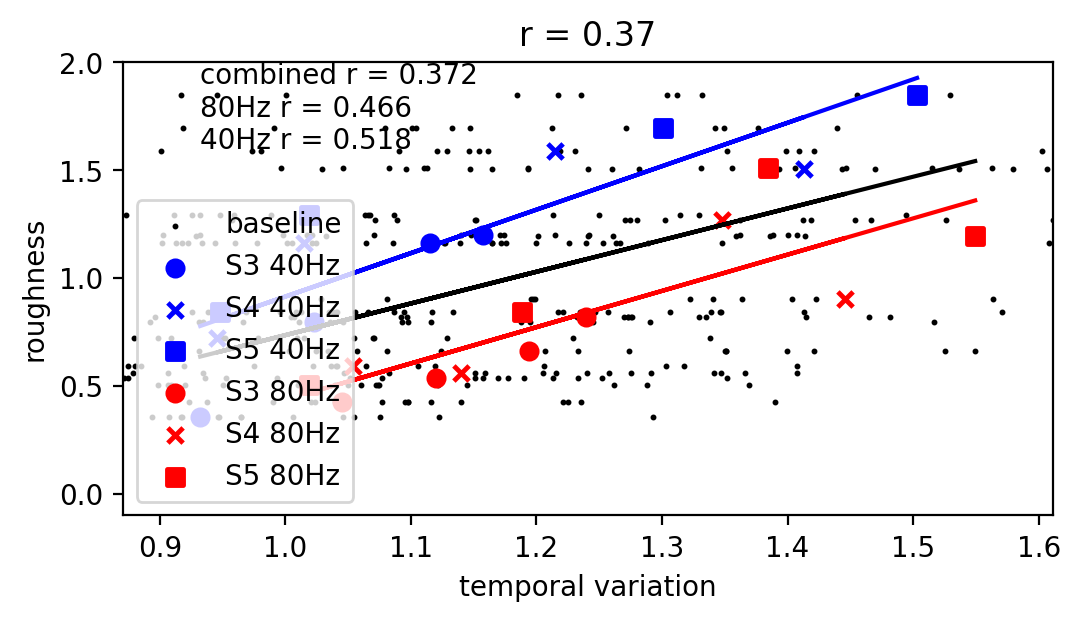 r = 0.37
combined r = 0.372
80Hz r = 0.466
40Hz r = 0.518
roughness
2.0
1.5
1.0
0.5
0.0
baseline
S3 40Hz
S4 40Hz
S5 40Hz
S3 80Hz
S4 80Hz
S5 80Hz
0.9 1.0 1.1 1.2 1.3 1.4 1.5 1.6
temporal variation